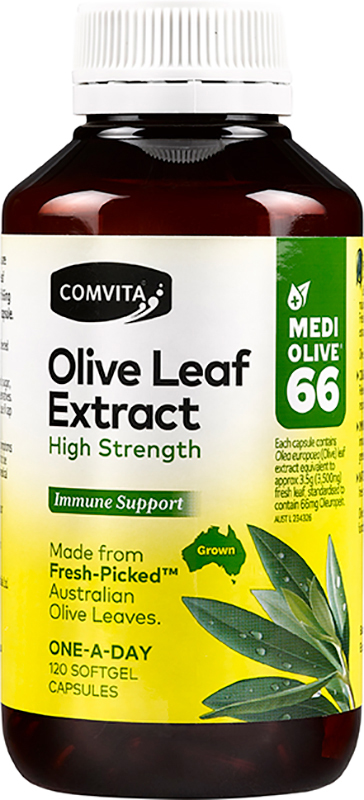 COMVITA
MEDI
OLIVE®
66
Olive Leaf
Extract
High Strength
Immune Support
Each capsule contains
Olea europaea (Olive) leaf
extract equivalent to
approx 3.5g (3,500mg)
fresh leaf, standardised to
contain 66mg Oleuropein.
AUST L 234326
Made from
Fresh-Picked™
Australian
Olive Leaves.
Grown
ONE-A-DAY
120 SOFTGEL
CAPSULES